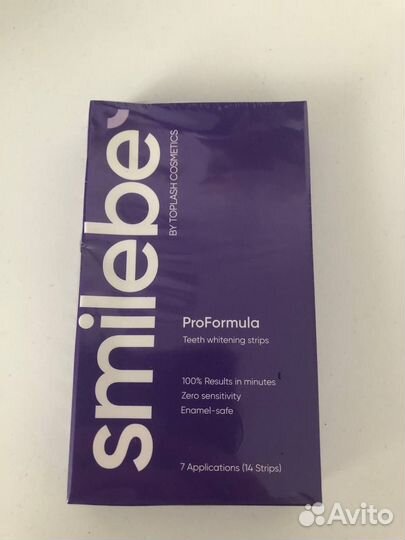 smilebe
BY TOPLASH COSMETICS
ProFormula
Teeth whitening strips
100% Results in minutes
Zero sensitivity
Enamel-safe
7 Applications (14 Strips)
Avito